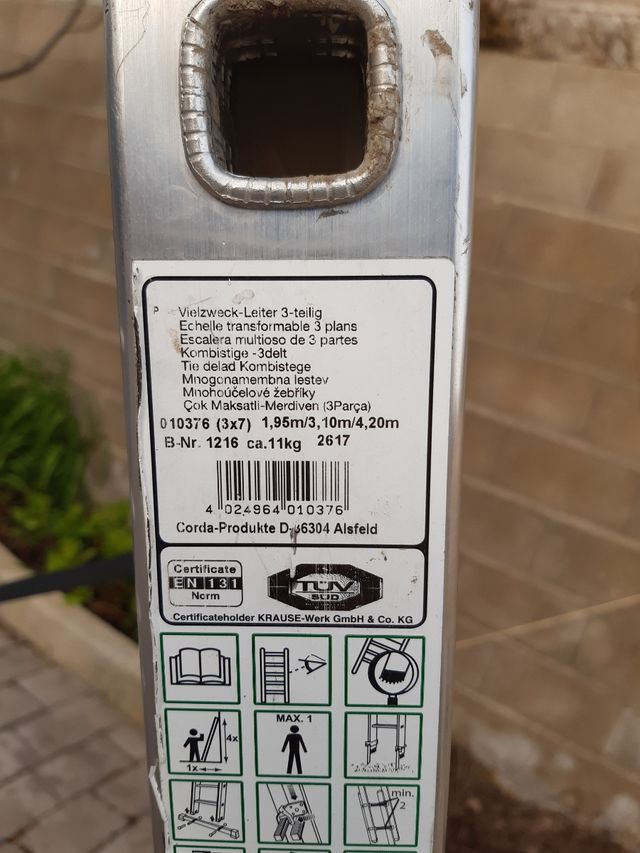 P
Vielzweck-Leiter 3-teilig
Echelle transformable 3 plans
Escalera multioso de 3 partes
Kombistige -3delt
Tie delad Kombistege
Mnogonamembna lestev
Mnohoúčelové žebříky
Çok Maksatli-Merdiven (3Parça)
010376 (3x7) 1,95m/3,10m/4,20m
B-Nr. 1216 ca.11kg 2617
4 024964 010376
Corda-Produkte D-36304 Alsfeld
Certificate
EN 131
Norm
TÜV
SÜD
Certificateholder KRAUSE-Werk GmbH & Co. KG
4x
1x
MAX. 1
min.
2